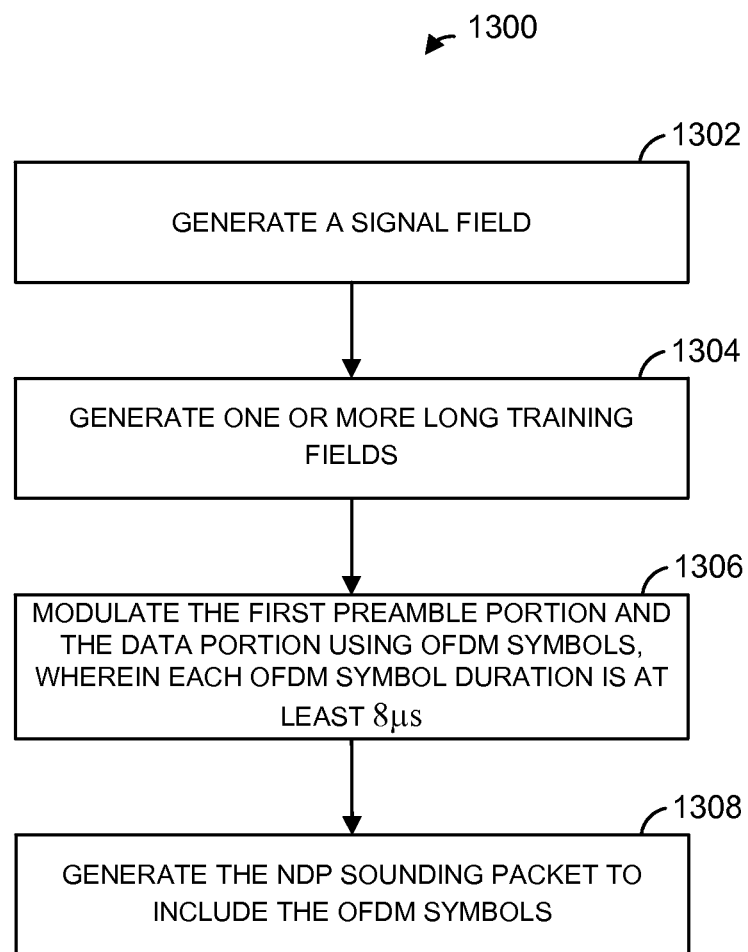 1300
1302
GENERATE A SIGNAL FIELD
1304
GENERATE ONE OR MORE LONG TRAINING
FIELDS
1306
MODULATE THE FIRST PREAMBLE PORTION AND
THE DATA PORTION USING OFDM SYMBOLS,
WHEREIN EACH OFDM SYMBOL DURATION IS AT
LEAST 8μs
1308
GENERATE THE NDP SOUNDING PACKET TO
INCLUDE THE OFDM SYMBOLS